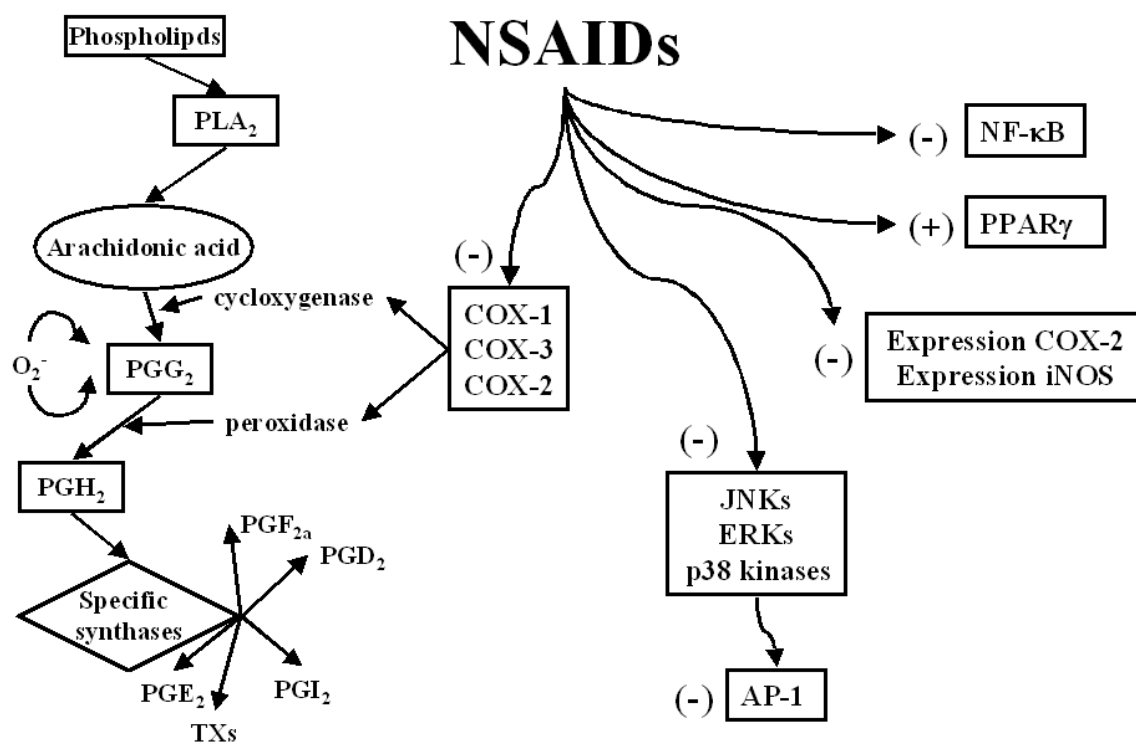 NSAIDs
Phospholipds
PLA₂
Arachidonic acid
cycloxygenase
O₂⁻
PGG₂
peroxidase
PGH₂
Specific
synthases
PGF₂ₐ
PGD₂
PGE₂
PGI₂
TXs
(-)
COX-1
COX-3
COX-2
(-)
NF-κB
(+)
PPARγ
(-)
Expression COX-2
Expression iNOS
(-)
JNKs
ERKs
p38 kinases
(-)
AP-1